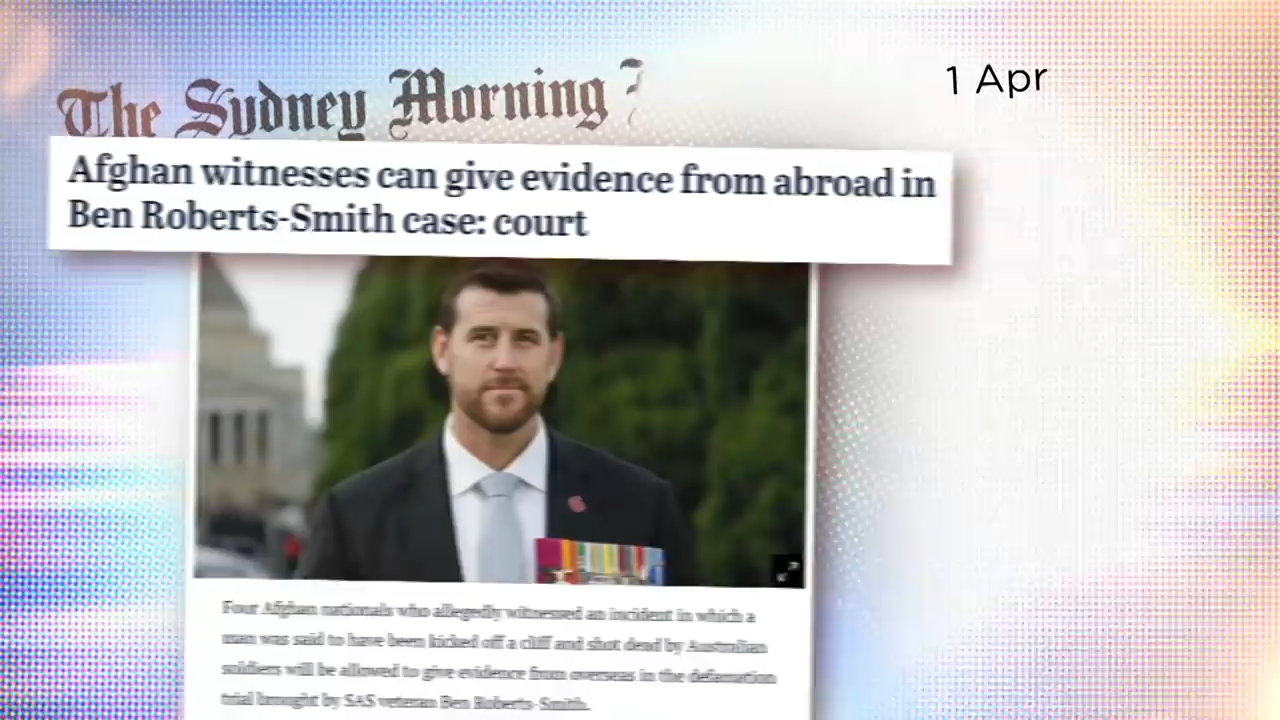 The Sydney Morning
1 Apr
Afghan witnesses can give evidence from abroad in
Ben Roberts-Smith case: court
Four Afghan nationals who allegedly witnessed an incident in which a
man was said to have been kicked off a cliff and shot dead by Australian
soldiers will be allowed to give evidence from overseas in the defamation
trial brought by SAS veteran Ben Roberts-Smith.